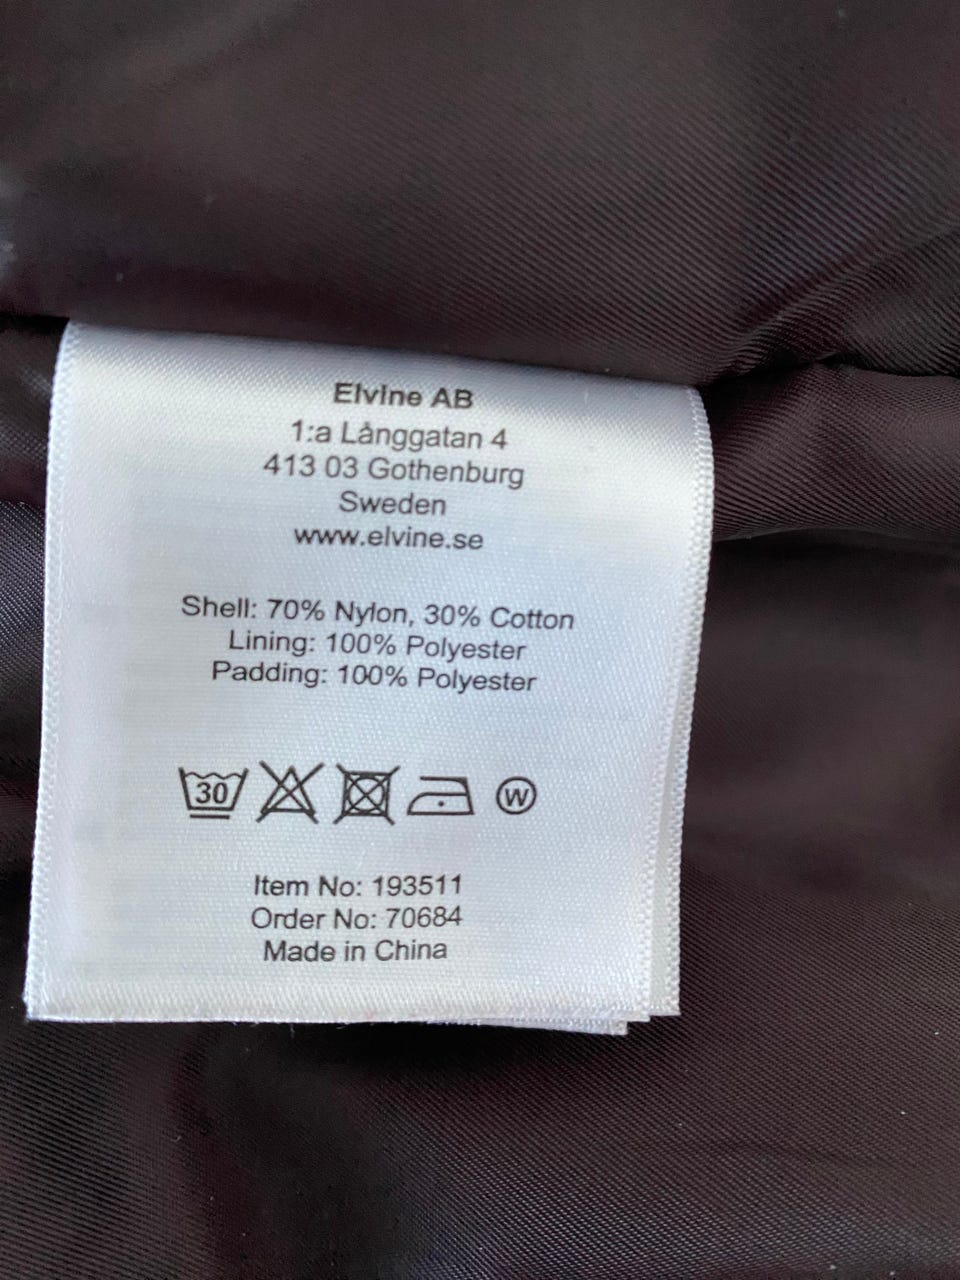 Elvine AB
1:a Långgatan 4
413 03 Gothenburg
Sweden
www.elvine.se
Shell: 70% Nylon, 30% Cotton
Lining: 100% Polyester
Padding: 100% Polyester
30 W
Item No: 193511
Order No: 70684
Made in China